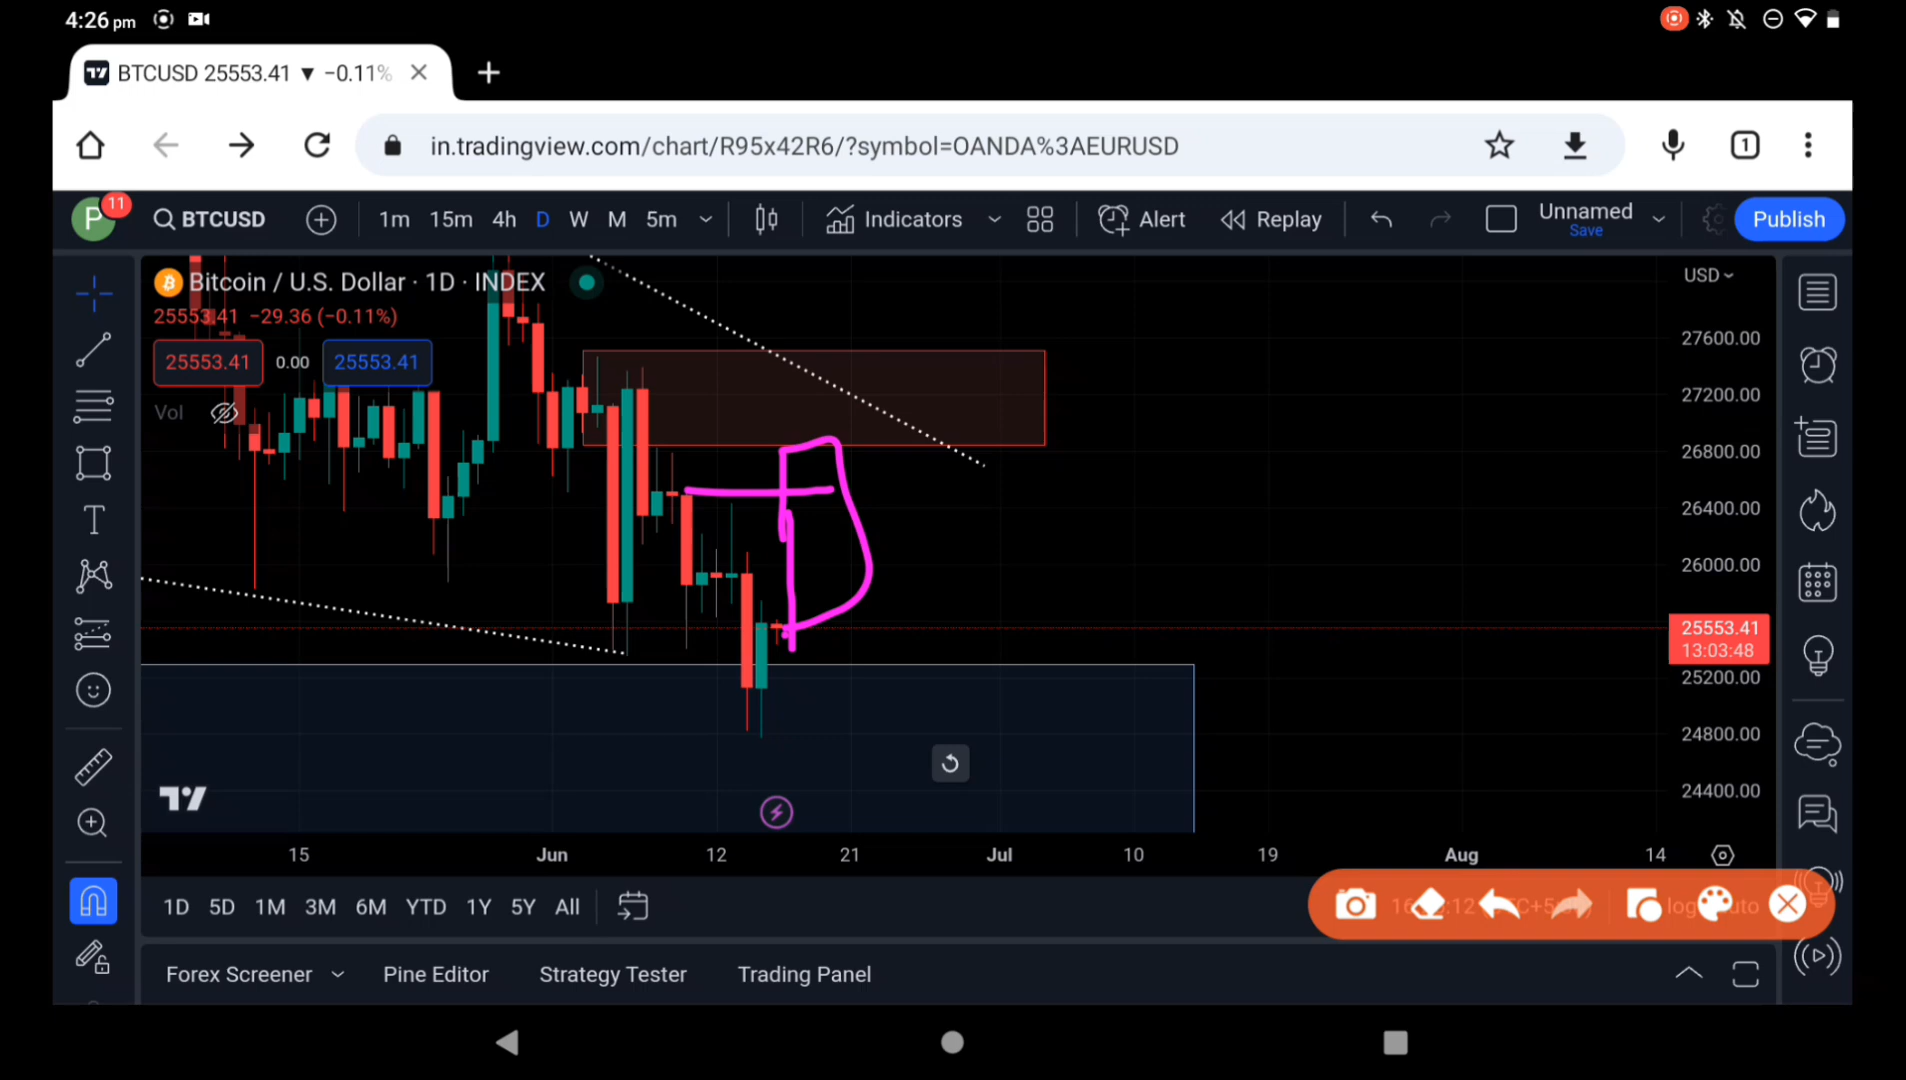 4:26 pm
BTCUSD 25553.41 ▼ −0.11%
in.tradingview.com/chart/R95x42R6/?symbol=OANDA%3AEURUSD
1
P
11
BTCUSD
1m 15m 4h D W M 5m
Indicators
Alert
Replay
Unnamed
Save
Publish
Bitcoin / U.S. Dollar · 1D · INDEX
25553.41 −29.36 (−0.11%)
25553.41 0.00 25553.41
Vol
USD
27600.00
27200.00
26800.00
26400.00
26000.00
25553.41
13:03:48
25200.00
24800.00
24400.00
15 Jun 12 21 Jul 10 19 Aug 14
1D 5D 1M 3M 6M YTD 1Y 5Y All
log
Forex Screener
Pine Editor
Strategy Tester
Trading Panel